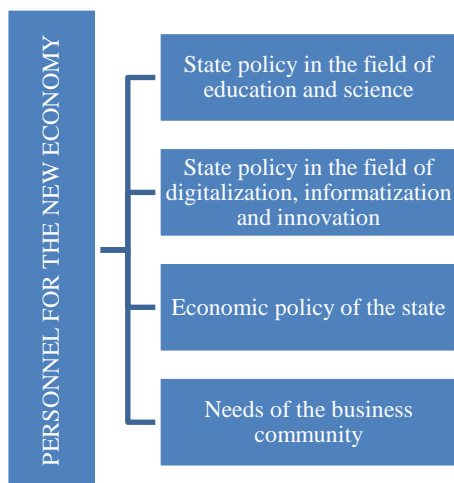 PERSONNEL FOR THE NEW ECONOMY
State policy in the field of
education and science
State policy in the field of
digitalization, informatization
and innovation
Economic policy of the state
Needs of the business
community